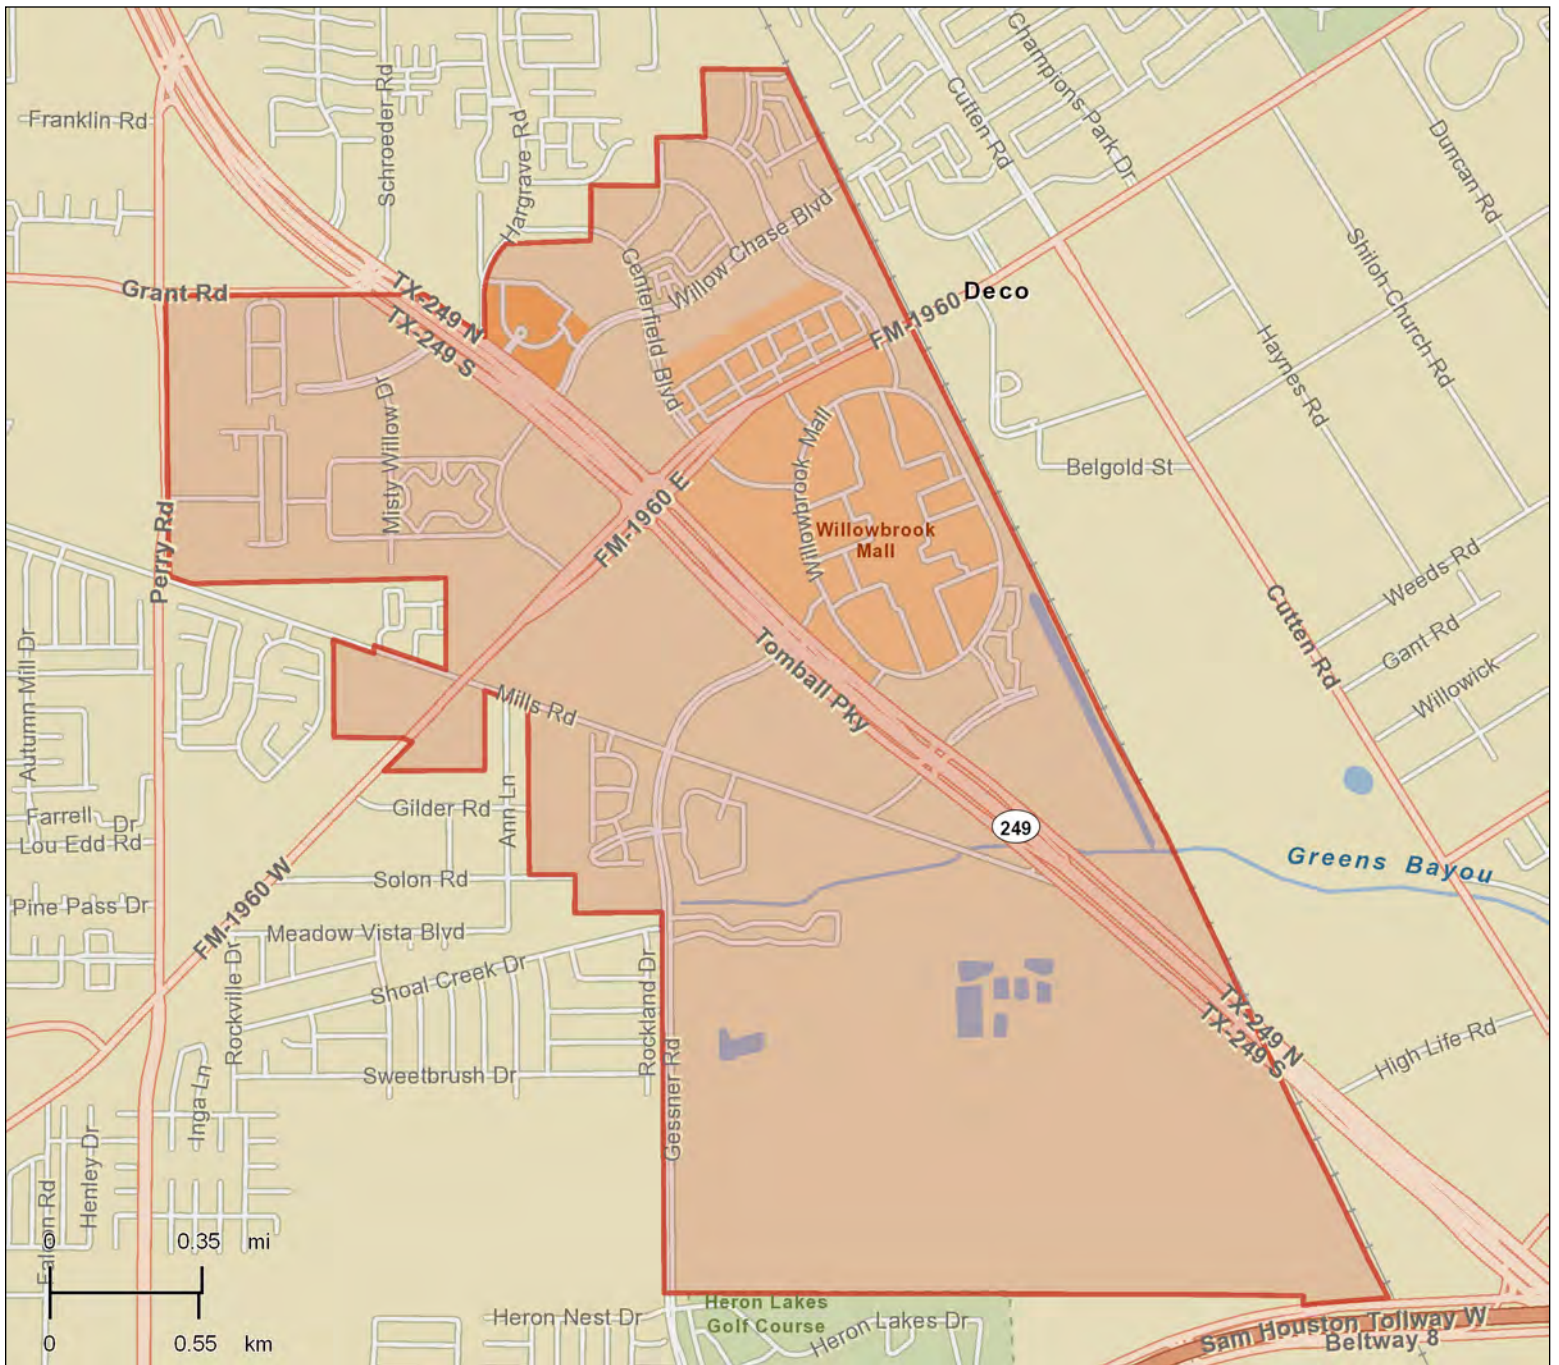 Champions Park Dr
Cutten Rd
Duncan Rd
Franklin Rd
Schroeder Rd
Hargrave Rd
Willow Chase Blvd
Shiloh Church Rd
Centerfield Blvd
Grant Rd
TX-249 N
TX-249 S
FM-1960
Deco
Haynes Rd
Misty Willow Dr
Willowbrook Mall
Belgold St
FM-1960 E
Willowbrook
Mall
Perry Rd
Weeds Rd
Cutten Rd
Gant Rd
Willowick
Autumn Mill Dr
Tomball Pky
Mills Rd
Gilder Rd
Ann Ln
Farrell Dr
Lou Edd Rd
249
Greens Bayou
Solon Rd
Pine Pass Dr
FM-1960 W
Meadow Vista Blvd
Shoal Creek Dr
Rockville Dr
Rockland Dr
TX-249 N
TX-249 S
High Life Rd
Sweetbrush Dr
Inga Ln
Gessner Rd
Henley Dr
Falcon Rd
0 0.35 mi
0 0.55 km
Heron Nest Dr
Heron Lakes
Golf Course
Heron Lakes Dr
Sam Houston Tollway W
Beltway 8